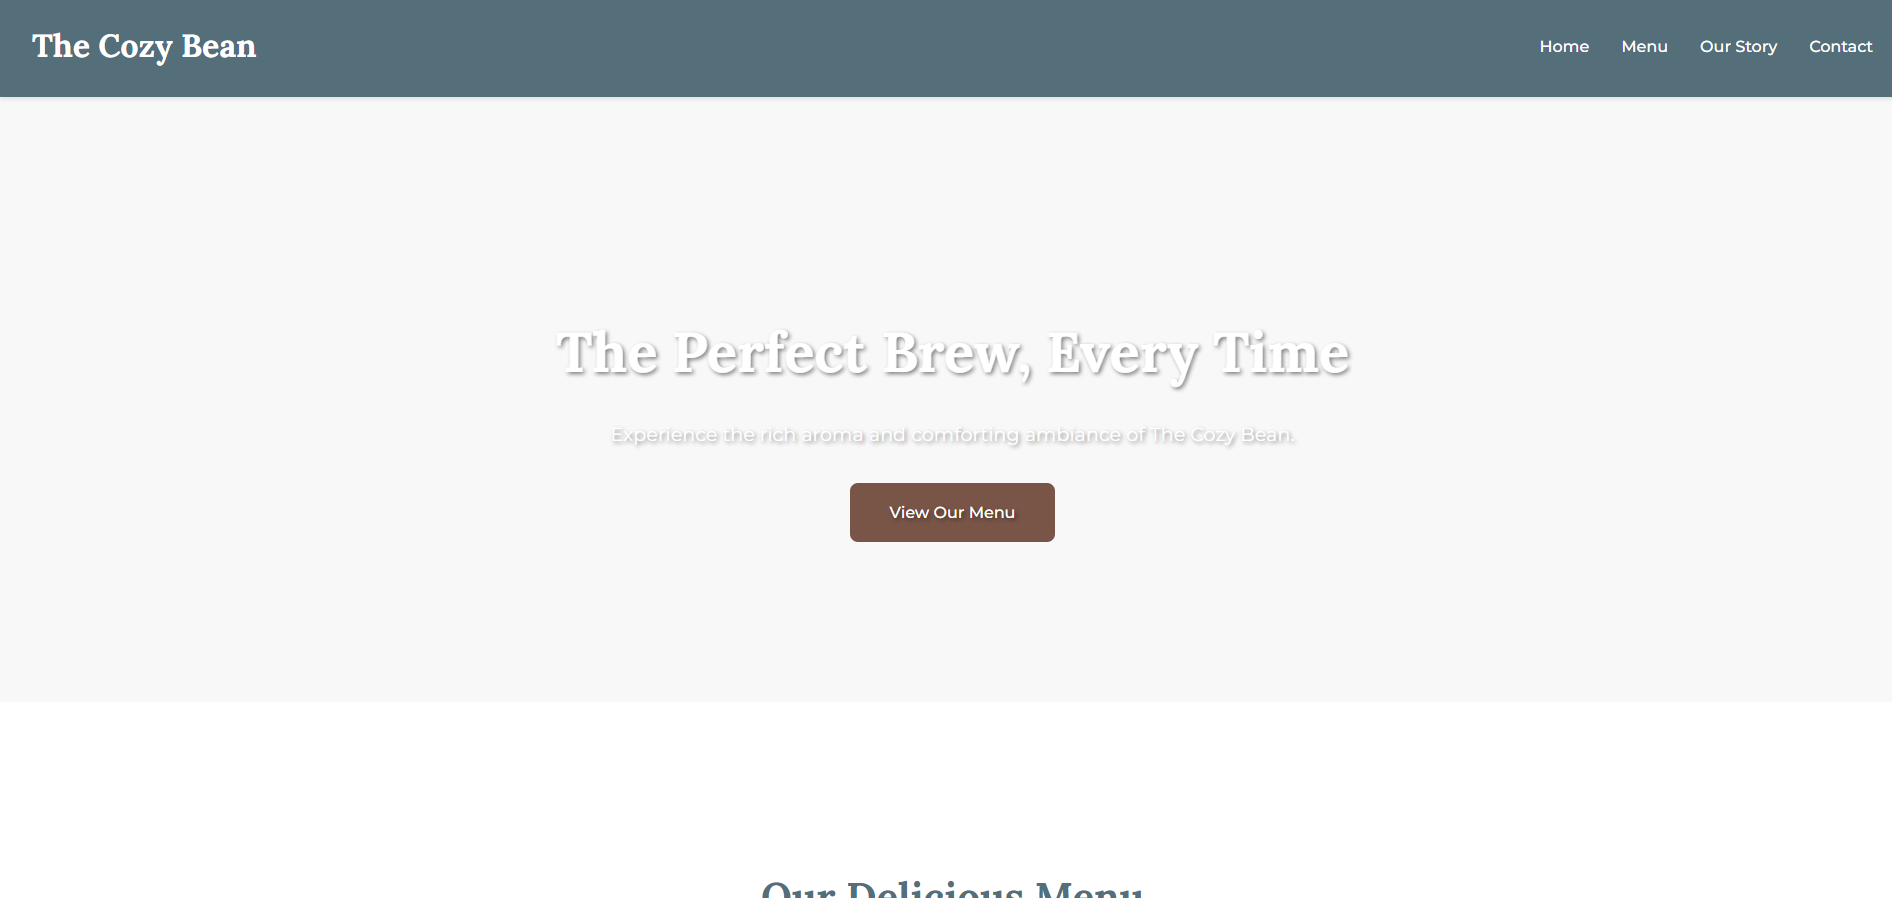 The Cozy Bean
Home Menu Our Story Contact
The Perfect Brew, Every Time
Experience the rich aroma and comforting ambiance of The Cozy Bean.
View Our Menu
Our Delicious Menu